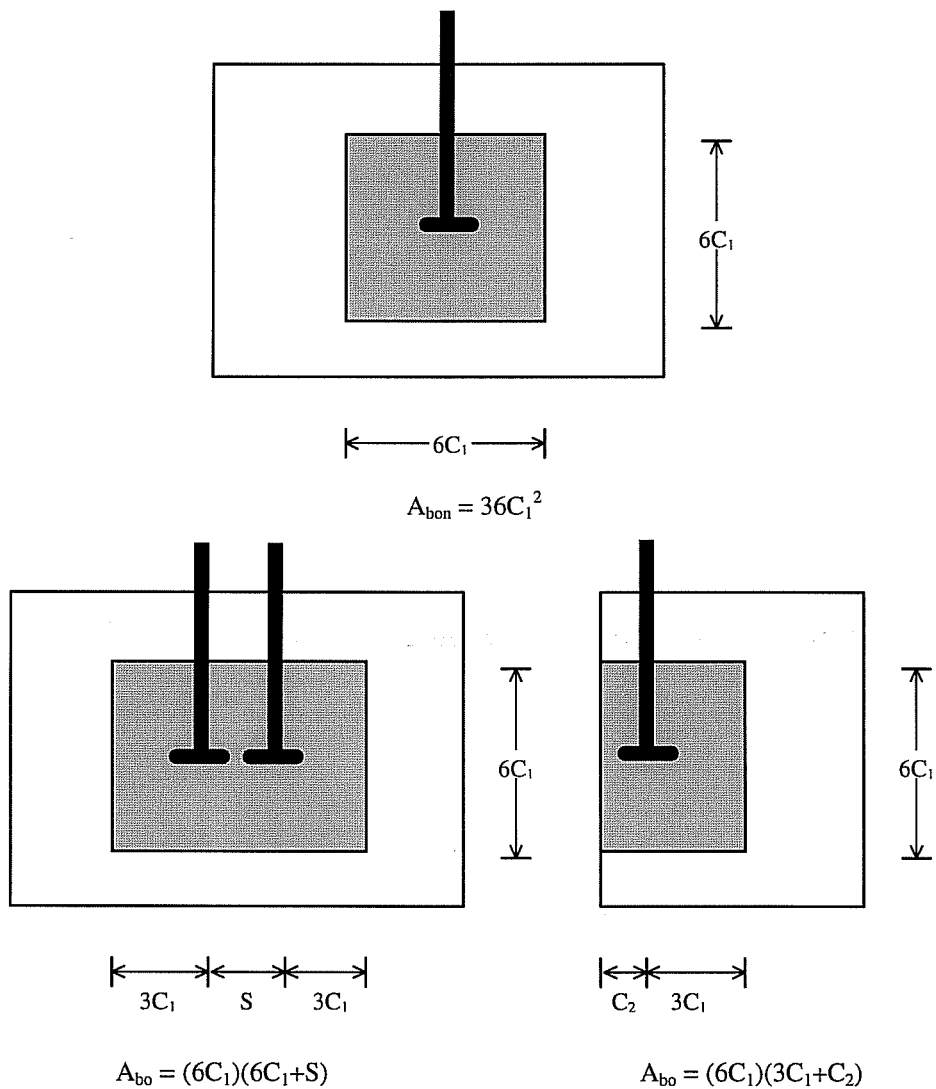 6C₁
6C₁
A_bon = 36C₁²
6C₁
6C₁
3C₁ S 3C₁
C₂ 3C₁
A_bo = (6C₁)(6C₁+S)
A_bo = (6C₁)(3C₁+C₂)